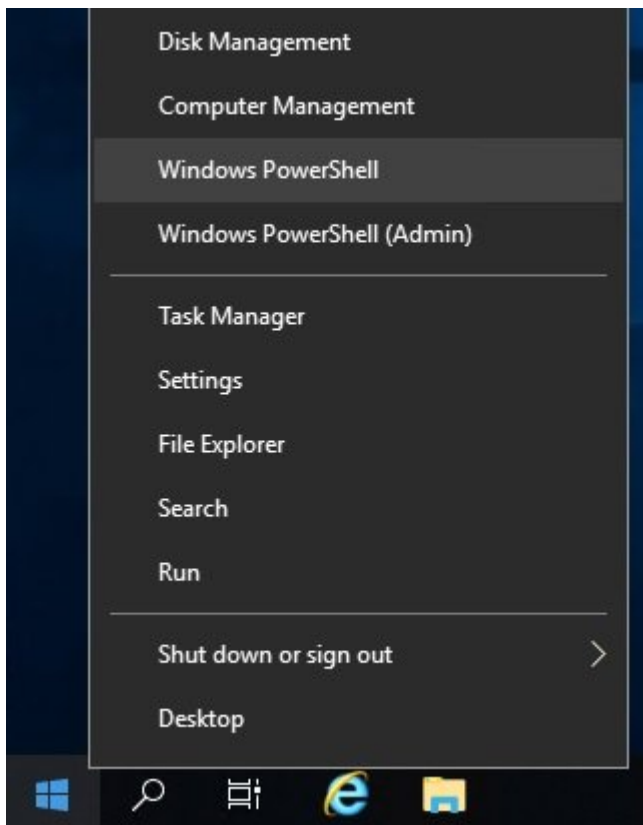 Disk Management
Computer Management
Windows PowerShell
Windows PowerShell (Admin)
Task Manager
Settings
File Explorer
Search
Run
Shut down or sign out
Desktop